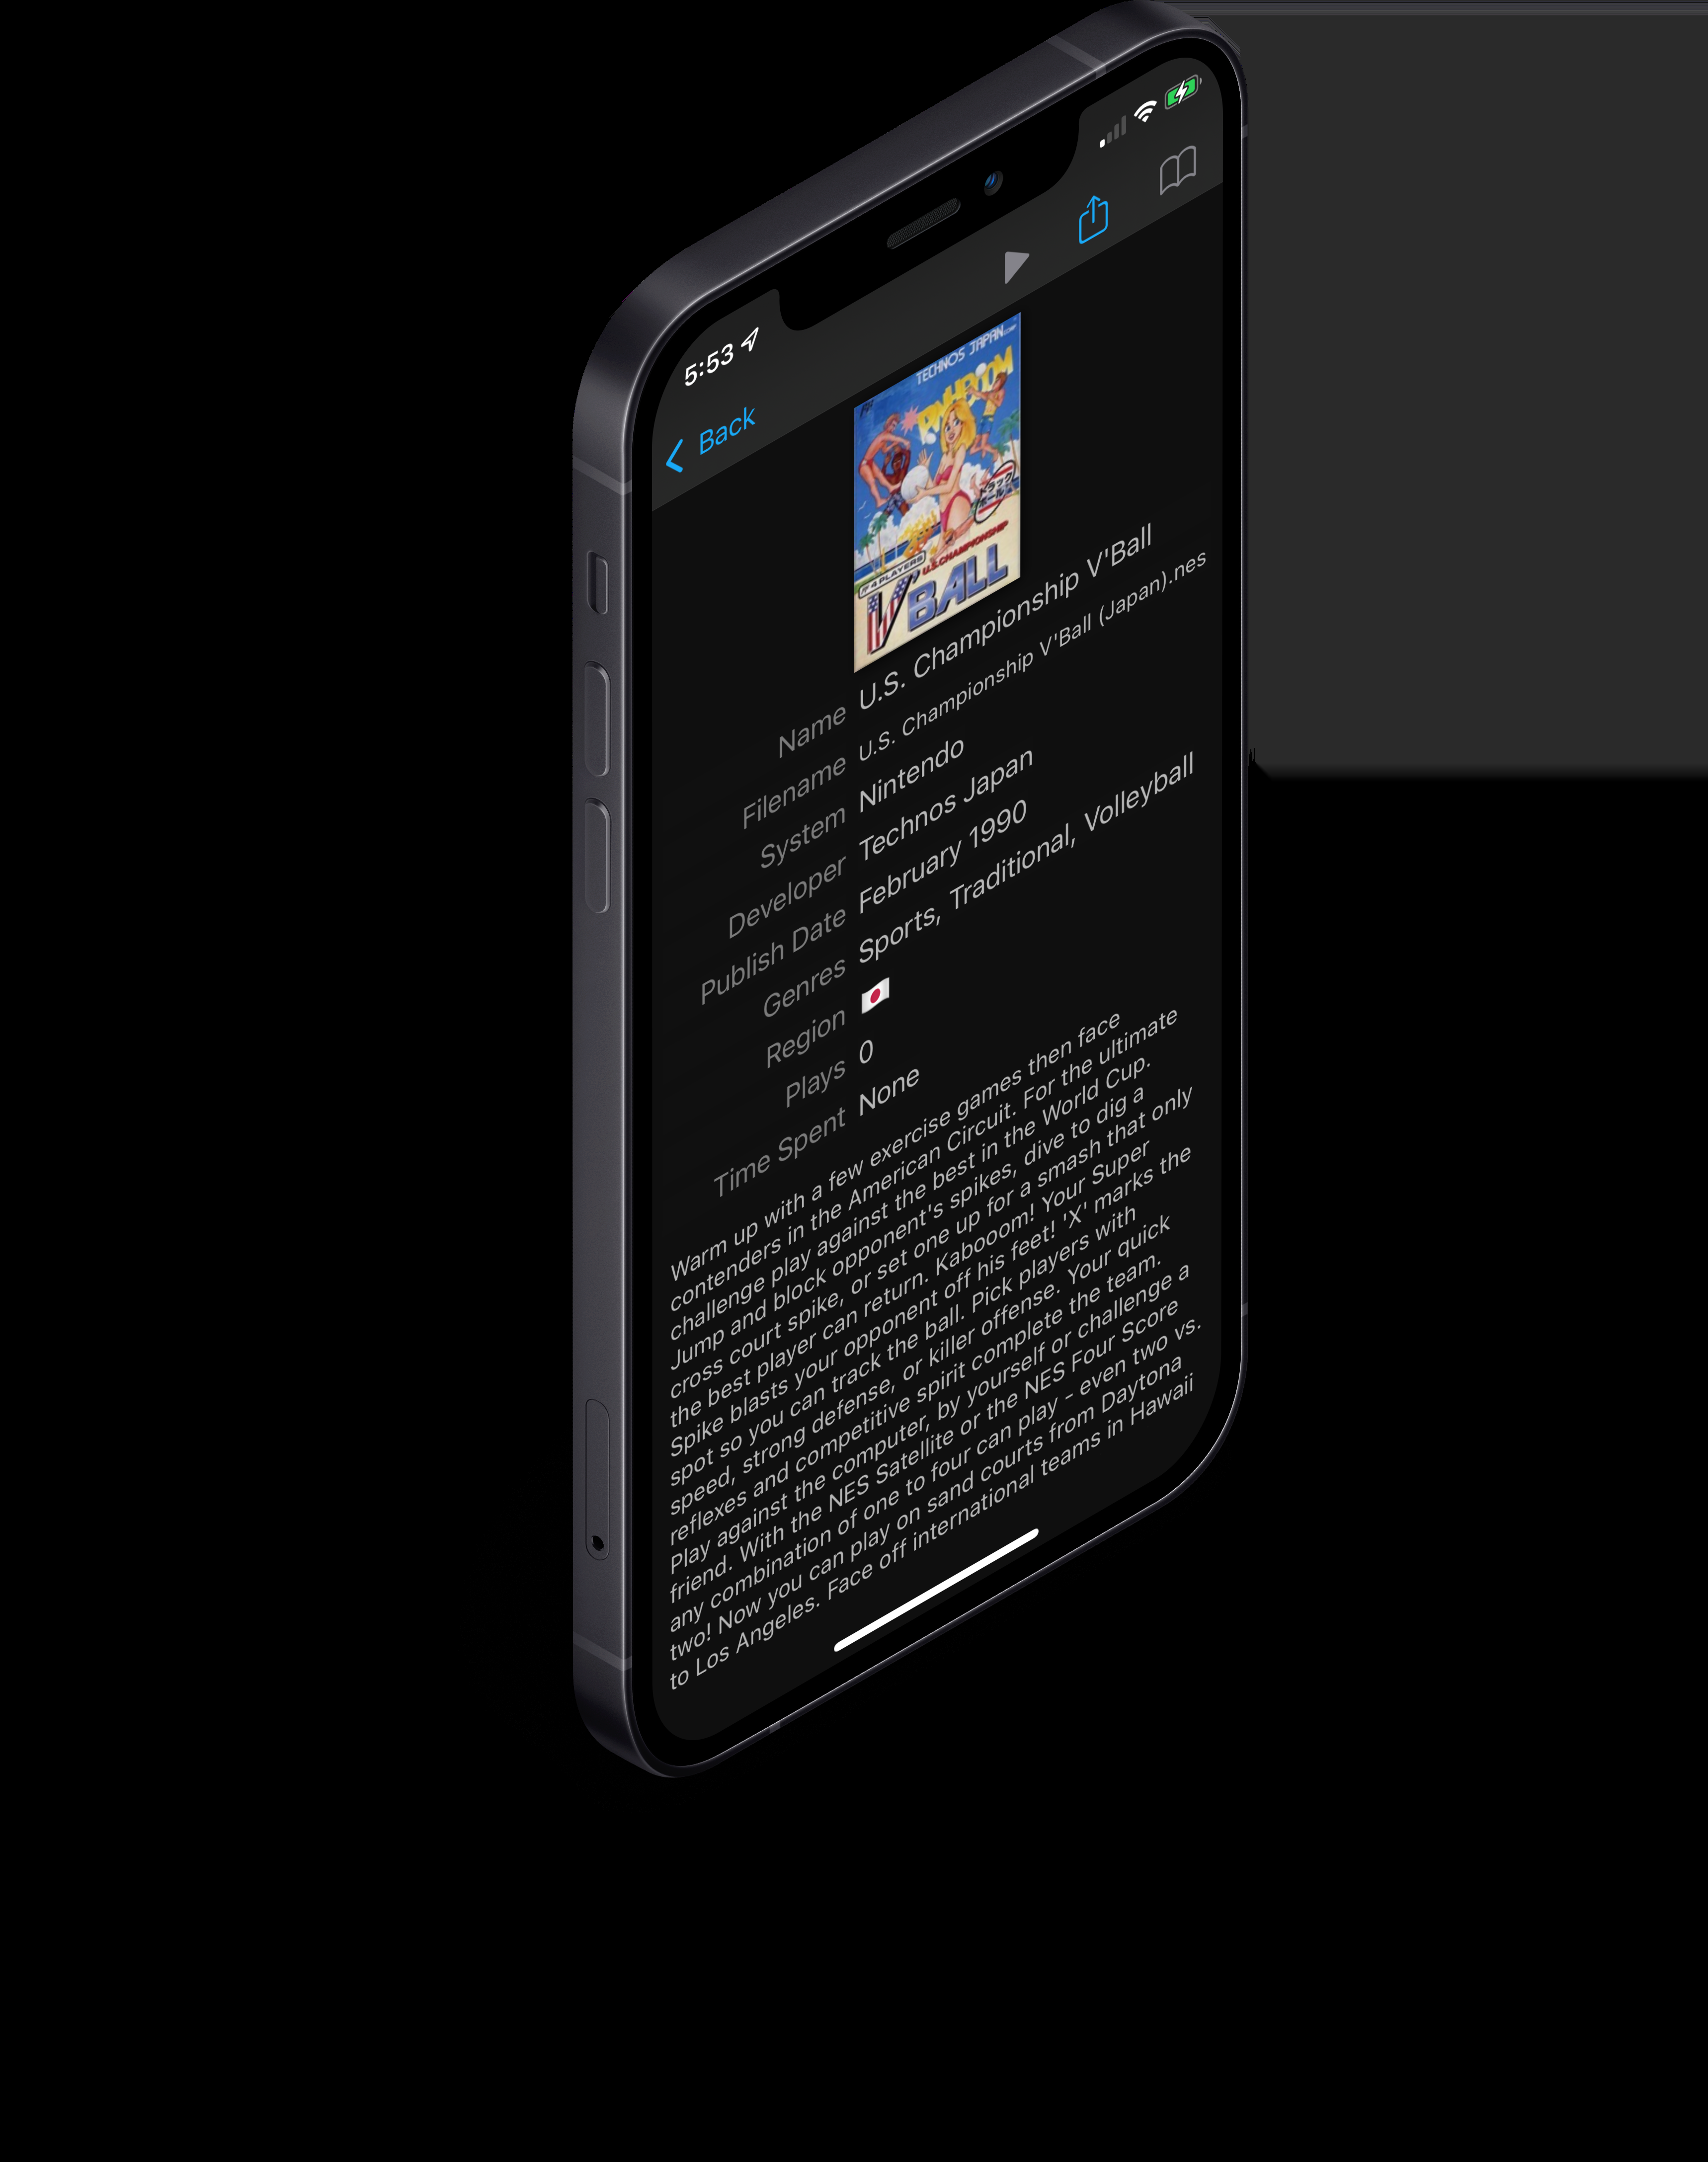 5:53
Back
TECHNOS JAPAN CORP
U.S. CHAMPIONSHIP
V'BALL
Name U.S. Championship V'Ball
Filename U.S. Championship V'Ball (Japan).nes
System Nintendo
Developer Technos Japan
Publish Date February 1990
Genres Sports, Traditional, Volleyball
Region 🇯🇵
Plays 0
Time Spent None
Warm up with a few exercise games then face
contenders in the American Circuit. For the ultimate
challenge play against the best in the World Cup.
Jump and block opponent's spikes, dive to dig a
cross court spike, or set one up for a smash that only
the best player can return. Kabooom! Your Super
Spike blasts your opponent off his feet! 'X' marks the
spot so you can track the ball. Pick players with
speed, strong defense, or killer offense. Your quick
reflexes and competitive spirit complete the team.
Play against the computer, by yourself or challenge a
friend. With the NES Satellite or the NES Four Score
any combination of one to four can play - even two vs.
two! Now you can play on sand courts from Daytona
to Los Angeles. Face off international teams in Hawaii